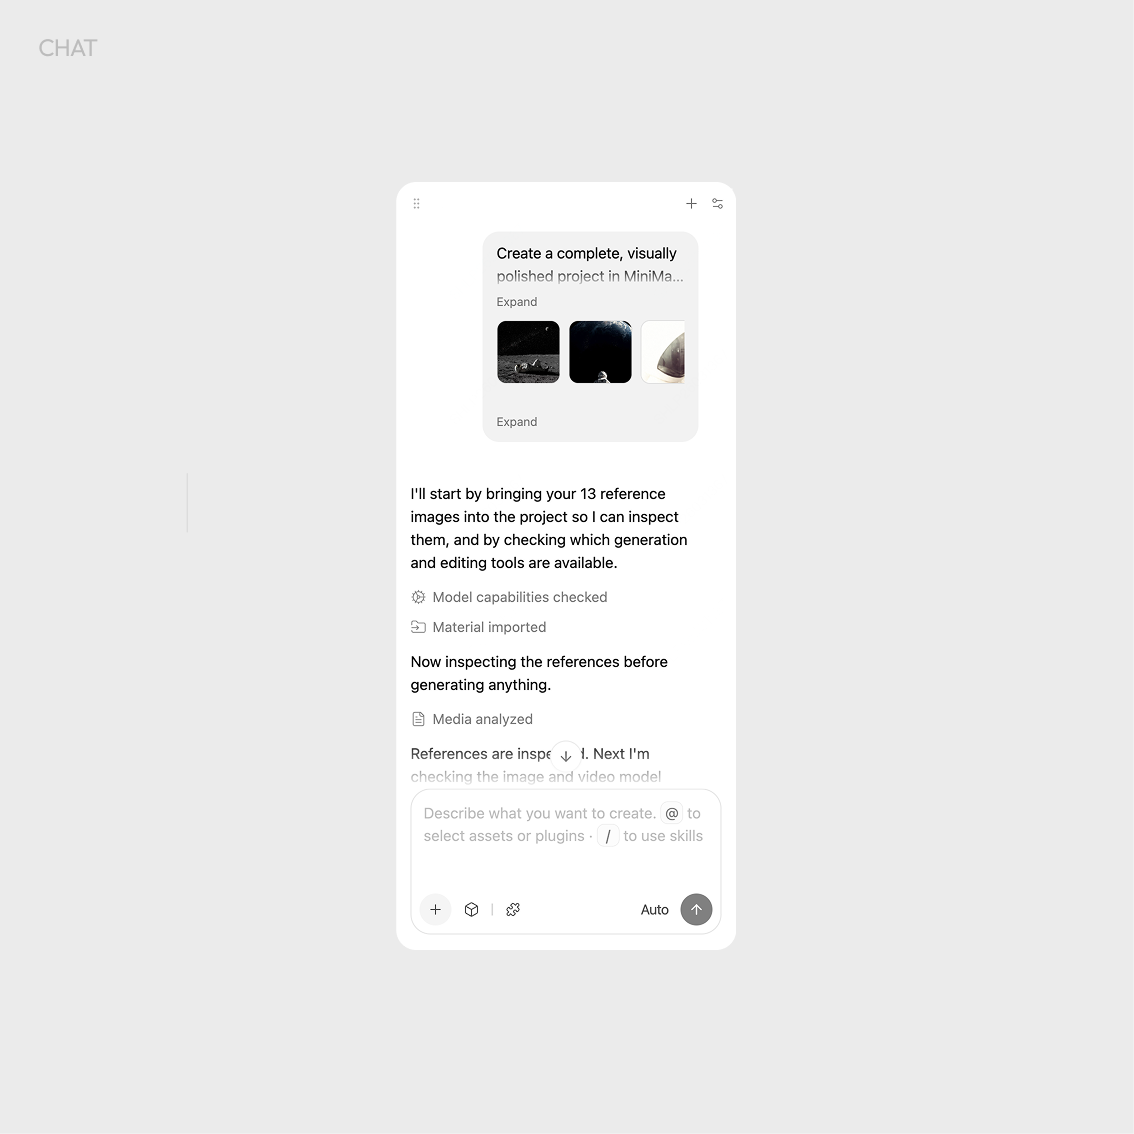 CHAT
Create a complete, visually
polished project in MiniMa...
Expand
Expand
I'll start by bringing your 13 reference
images into the project so I can inspect
them, and by checking which generation
and editing tools are available.
Model capabilities checked
Material imported
Now inspecting the references before
generating anything.
Media analyzed
References are Next I'm
checking the image and video model
Describe what you want to create. @ to
select assets or plugins · / to use skills
Auto